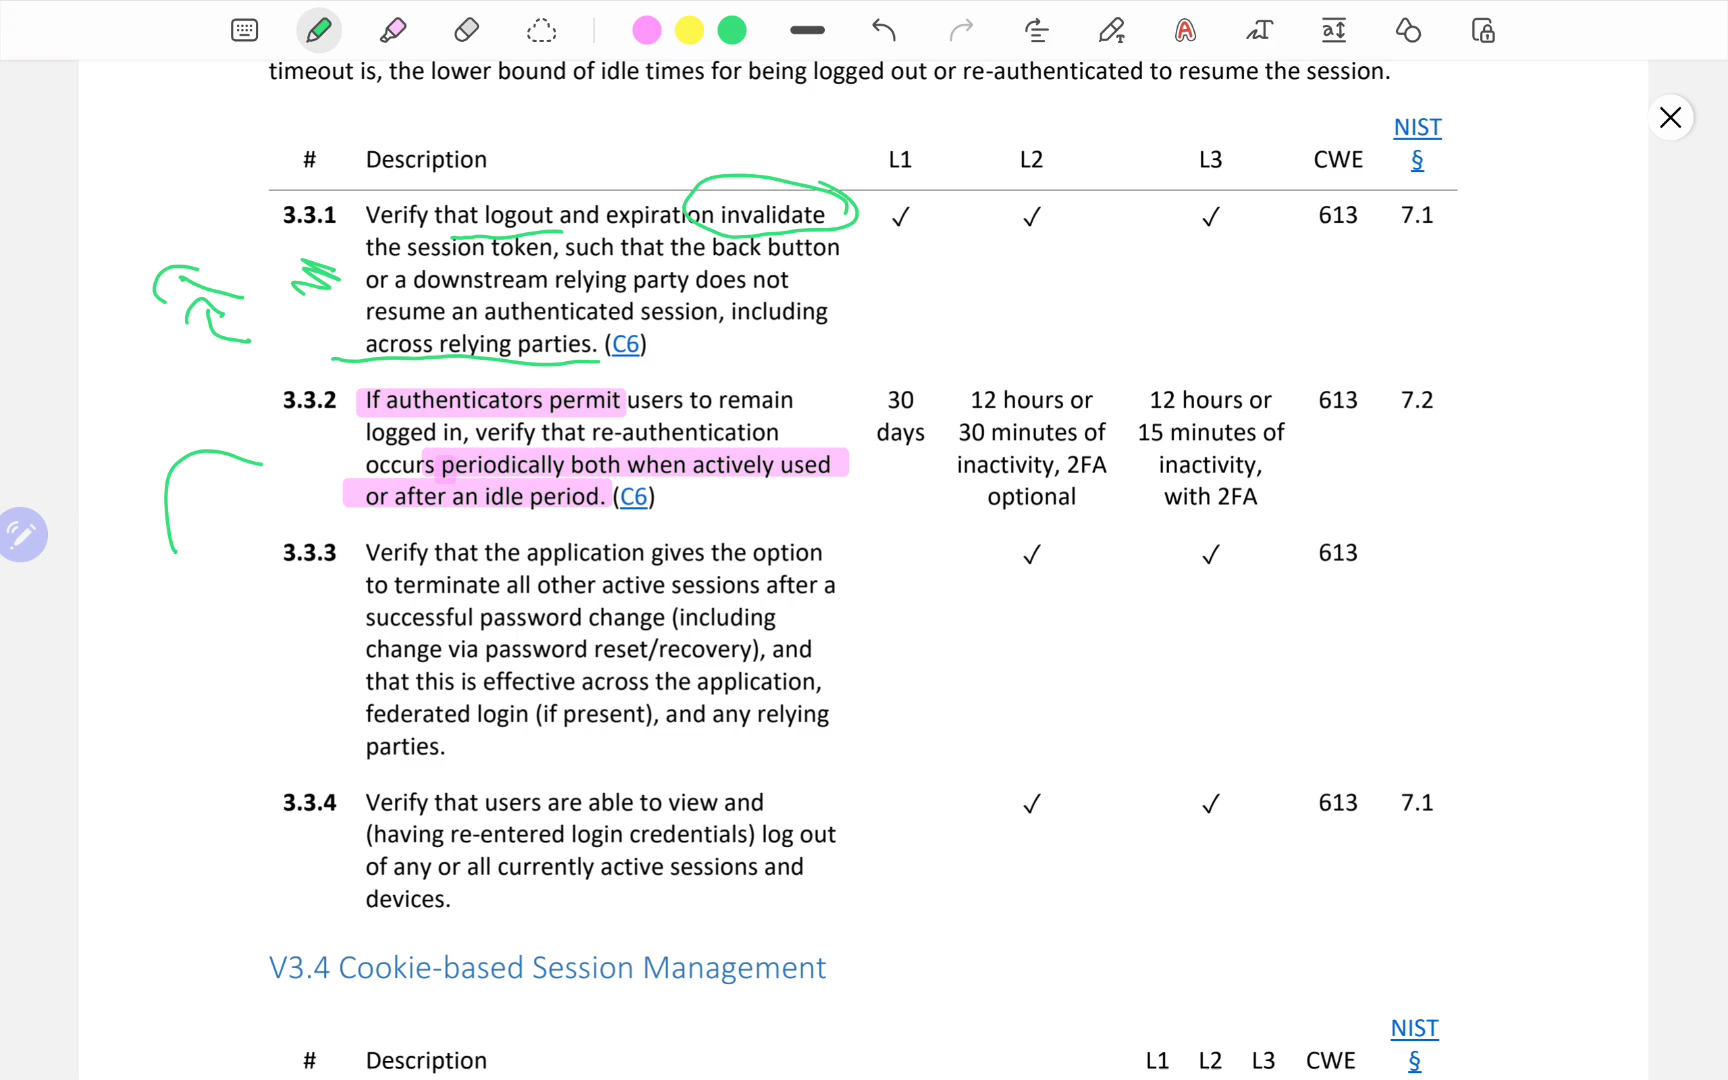 timeout is, the lower bound of idle times for being logged out or re-authenticated to resume the session.
NIST
# Description L1 L2 L3 CWE §
3.3.1 Verify that logout and expiration invalidate ✓ ✓ ✓ 613 7.1
the session token, such that the back button
or a downstream relying party does not
resume an authenticated session, including
across relying parties. (C6)
3.3.2 If authenticators permit users to remain 30 12 hours or 12 hours or 613 7.2
logged in, verify that re-authentication days 30 minutes of 15 minutes of
occurs periodically both when actively used inactivity, 2FA inactivity,
or after an idle period. (C6) optional with 2FA
3.3.3 Verify that the application gives the option ✓ ✓ 613
to terminate all other active sessions after a
successful password change (including
change via password reset/recovery), and
that this is effective across the application,
federated login (if present), and any relying
parties.
3.3.4 Verify that users are able to view and ✓ ✓ 613 7.1
(having re-entered login credentials) log out
of any or all currently active sessions and
devices.
V3.4 Cookie-based Session Management
NIST
# Description L1 L2 L3 CWE §